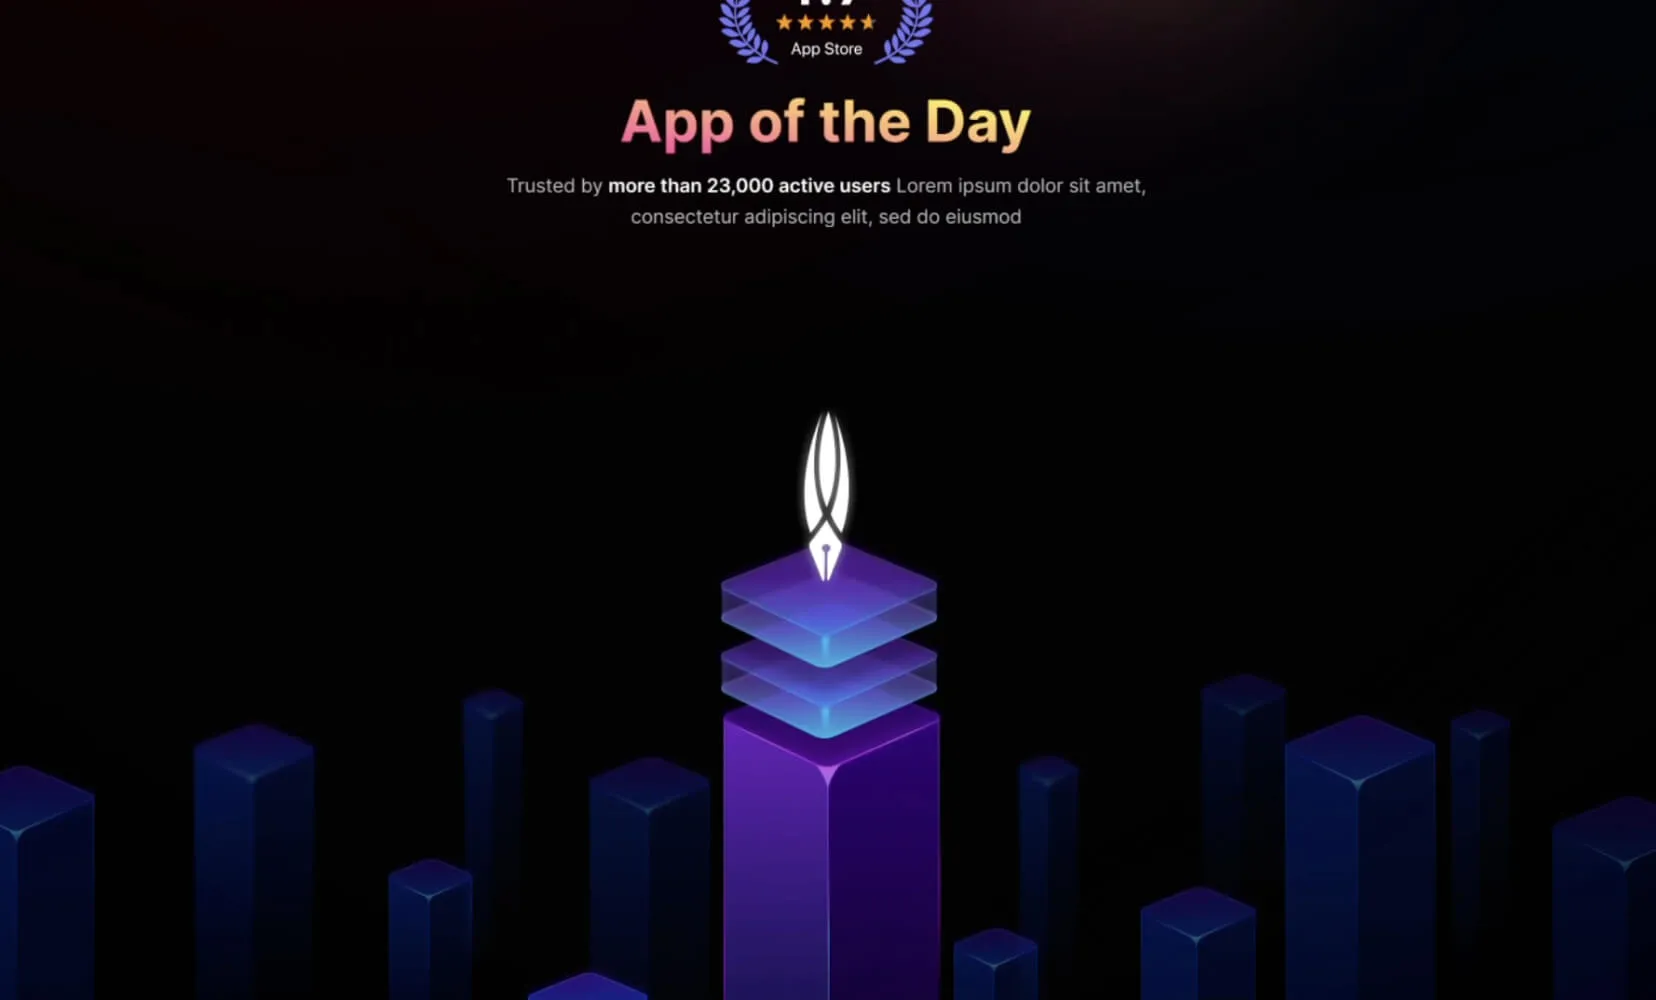 App Store
App of the Day
Trusted by more than 23,000 active users Lorem ipsum dolor sit amet,
consectetur adipiscing elit, sed do eiusmod